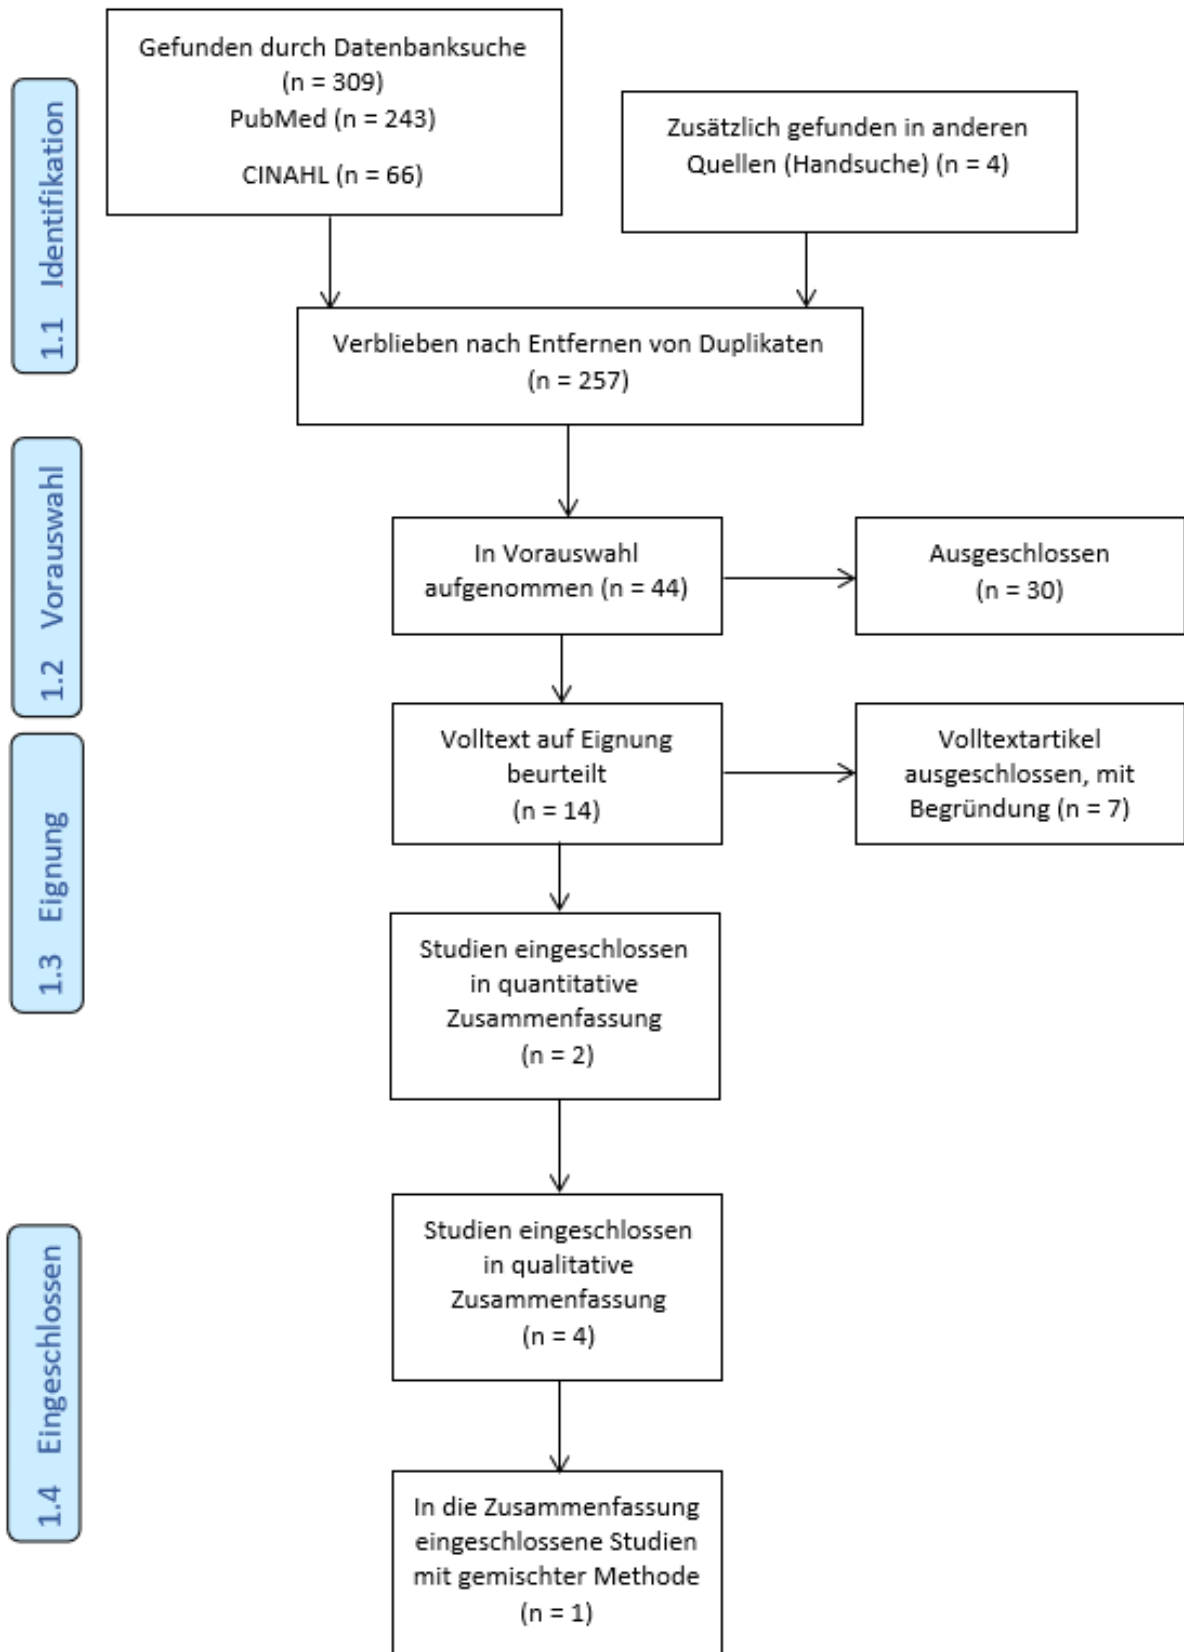 Gefunden durch Datenbanksuche
(n = 309)
PubMed (n = 243)
CINAHL (n = 66)
Zusätzlich gefunden in anderen
Quellen (Handsuche) (n = 4)
1.1 Identifikation
Verblieben nach Entfernen von Duplikaten
(n = 257)
1.2 Vorauswahl
In Vorauswahl
aufgenommen (n = 44)
Ausgeschlossen
(n = 30)
1.3 Eignung
Volltext auf Eignung
beurteilt
(n = 14)
Volltextartikel
ausgeschlossen, mit
Begründung (n = 7)
Studien eingeschlossen
in quantitative
Zusammenfassung
(n = 2)
1.4 Eingeschlossen
Studien eingeschlossen
in qualitative
Zusammenfassung
(n = 4)
In die Zusammenfassung
eingeschlossene Studien
mit gemischter Methode
(n = 1)